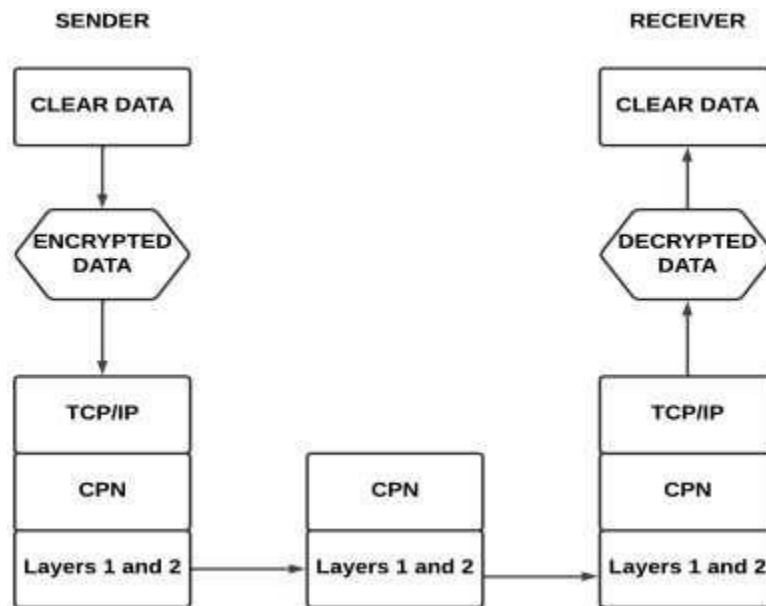 SENDER
RECEIVER
CLEAR DATA
CLEAR DATA
ENCRYPTED
DATA
DECRYPTED
DATA
TCP/IP
TCP/IP
CPN
CPN
CPN
Layers 1 and 2
Layers 1 and 2
Layers 1 and 2